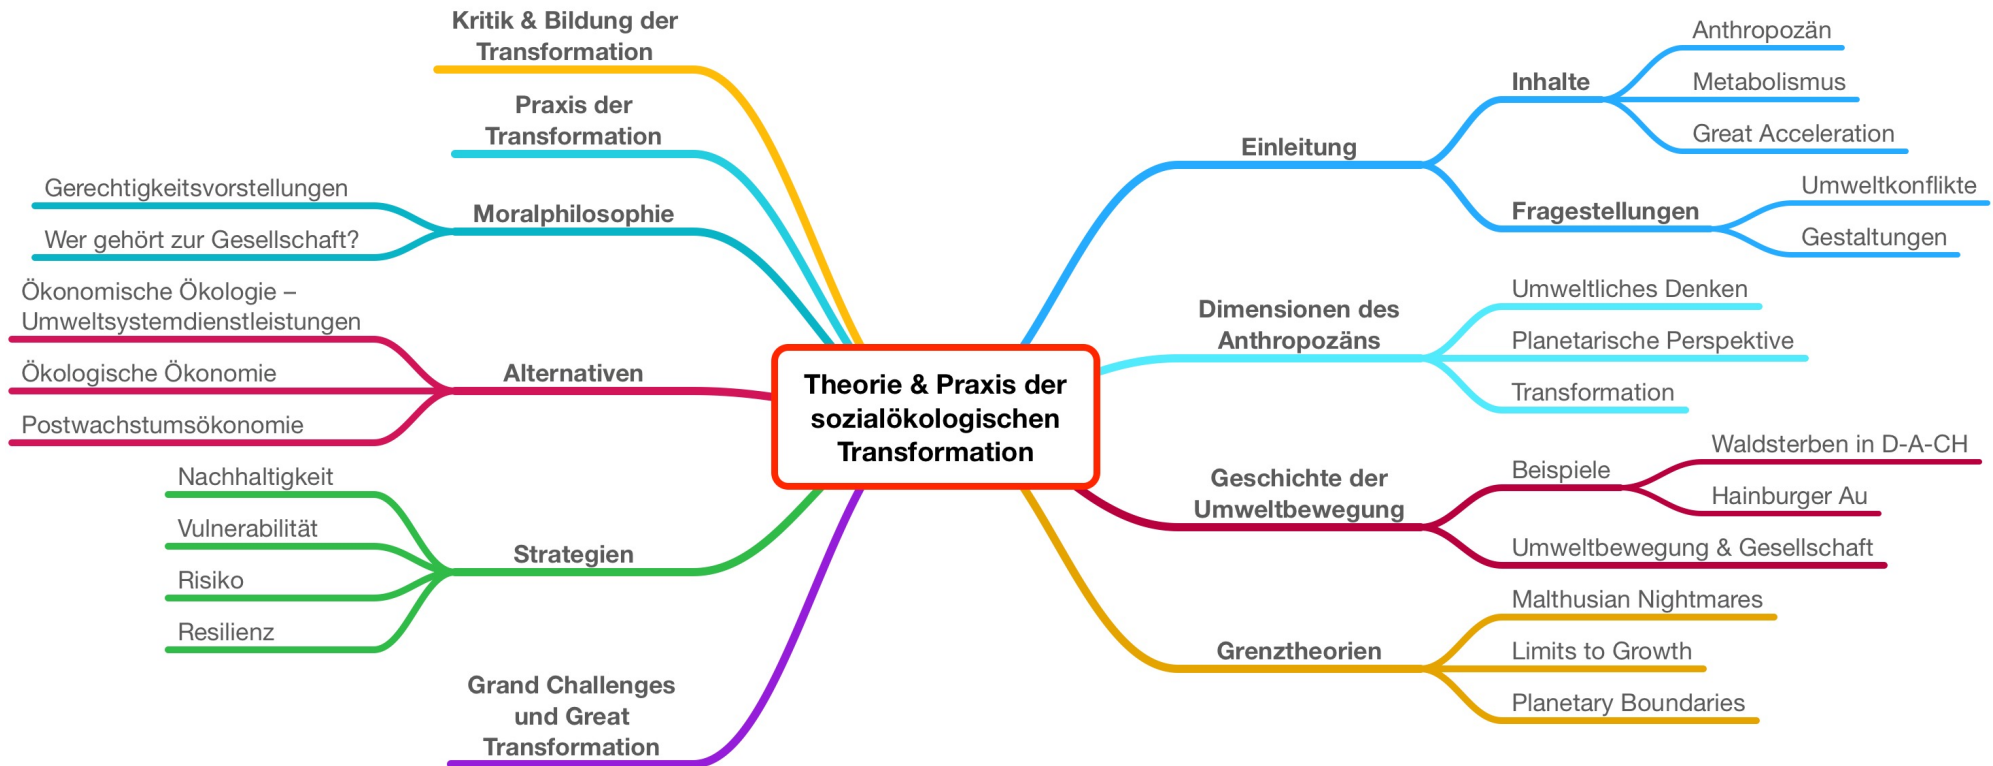 Theorie & Praxis der
sozialökologischen
Transformation
Einleitung
Inhalte
Anthropozän
Metabolismus
Great Acceleration
Fragestellungen
Umweltkonflikte
Gestaltungen
Dimensionen des
Anthropozäns
Umweltliches Denken
Planetarische Perspektive
Transformation
Geschichte der
Umweltbewegung
Beispiele
Waldsterben in D-A-CH
Hainburger Au
Umweltbewegung & Gesellschaft
Grenztheorien
Malthusian Nightmares
Limits to Growth
Planetary Boundaries
Grand Challenges
und Great
Transformation
Strategien
Nachhaltigkeit
Vulnerabilität
Risiko
Resilienz
Alternativen
Ökonomische Ökologie –
Umweltsystemdienstleistungen
Ökologische Ökonomie
Postwachstumsökonomie
Moralphilosophie
Gerechtigkeitsvorstellungen
Wer gehört zur Gesellschaft?
Praxis der
Transformation
Kritik & Bildung der
Transformation